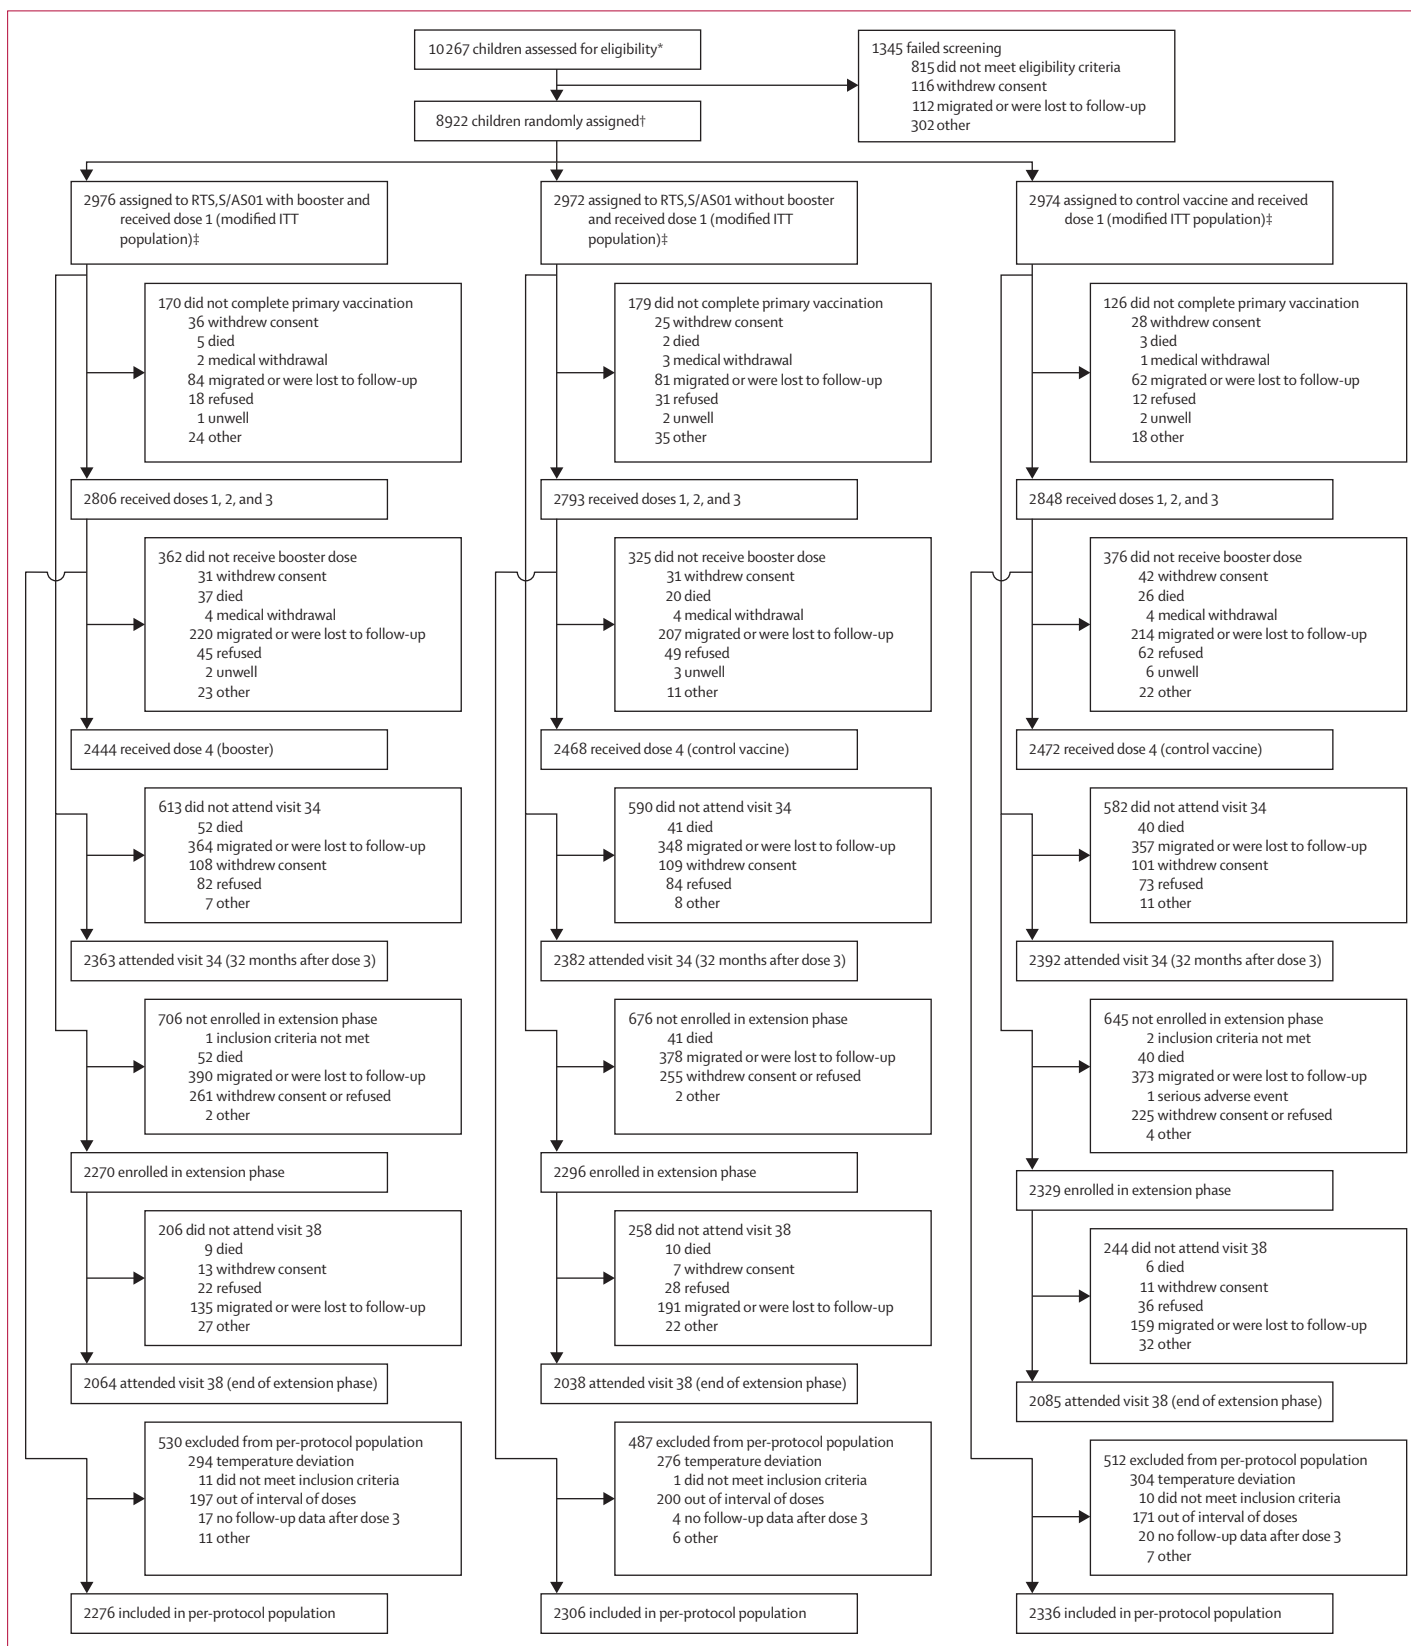 10 267 children assessed for eligibility*
1345 failed screening
815 did not meet eligibility criteria
116 withdrew consent
112 migrated or were lost to follow-up
302 other
8922 children randomly assigned†
2976 assigned to RTS,S/AS01 with booster and
received dose 1 (modified ITT
population)‡
2972 assigned to RTS,S/AS01 without booster
and received dose 1 (modified ITT
population)‡
2974 assigned to control vaccine and received
dose 1 (modified ITT population)‡
170 did not complete primary vaccination
36 withdrew consent
5 died
2 medical withdrawal
84 migrated or were lost to follow-up
18 refused
1 unwell
24 other
179 did not complete primary vaccination
25 withdrew consent
2 died
3 medical withdrawal
81 migrated or were lost to follow-up
31 refused
2 unwell
35 other
126 did not complete primary vaccination
28 withdrew consent
3 died
1 medical withdrawal
62 migrated or were lost to follow-up
12 refused
2 unwell
18 other
2806 received doses 1, 2, and 3
2793 received doses 1, 2, and 3
2848 received doses 1, 2, and 3
362 did not receive booster dose
31 withdrew consent
37 died
4 medical withdrawal
220 migrated or were lost to follow-up
45 refused
2 unwell
23 other
325 did not receive booster dose
31 withdrew consent
20 died
4 medical withdrawal
207 migrated or were lost to follow-up
49 refused
3 unwell
11 other
376 did not receive booster dose
42 withdrew consent
26 died
4 medical withdrawal
214 migrated or were lost to follow-up
62 refused
6 unwell
22 other
2444 received dose 4 (booster)
2468 received dose 4 (control vaccine)
2472 received dose 4 (control vaccine)
613 did not attend visit 34
52 died
364 migrated or were lost to follow-up
108 withdrew consent
82 refused
7 other
590 did not attend visit 34
41 died
348 migrated or were lost to follow-up
109 withdrew consent
84 refused
8 other
582 did not attend visit 34
40 died
357 migrated or were lost to follow-up
101 withdrew consent
73 refused
11 other
2363 attended visit 34 (32 months after dose 3)
2382 attended visit 34 (32 months after dose 3)
2392 attended visit 34 (32 months after dose 3)
706 not enrolled in extension phase
1 inclusion criteria not met
52 died
390 migrated or were lost to follow-up
261 withdrew consent or refused
2 other
676 not enrolled in extension phase
41 died
378 migrated or were lost to follow-up
255 withdrew consent or refused
2 other
645 not enrolled in extension phase
2 inclusion criteria not met
40 died
373 migrated or were lost to follow-up
1 serious adverse event
225 withdrew consent or refused
4 other
2270 enrolled in extension phase
2296 enrolled in extension phase
2329 enrolled in extension phase
206 did not attend visit 38
9 died
13 withdrew consent
22 refused
135 migrated or were lost to follow-up
27 other
258 did not attend visit 38
10 died
7 withdrew consent
28 refused
191 migrated or were lost to follow-up
22 other
244 did not attend visit 38
6 died
11 withdrew consent
36 refused
159 migrated or were lost to follow-up
32 other
2064 attended visit 38 (end of extension phase)
2038 attended visit 38 (end of extension phase)
2085 attended visit 38 (end of extension phase)
530 excluded from per-protocol population
294 temperature deviation
11 did not meet inclusion criteria
197 out of interval of doses
17 no follow-up data after dose 3
11 other
487 excluded from per-protocol population
276 temperature deviation
1 did not meet inclusion criteria
200 out of interval of doses
4 no follow-up data after dose 3
6 other
512 excluded from per-protocol population
304 temperature deviation
10 did not meet inclusion criteria
171 out of interval of doses
20 no follow-up data after dose 3
7 other
2276 included in per-protocol population
2306 included in per-protocol population
2336 included in per-protocol population